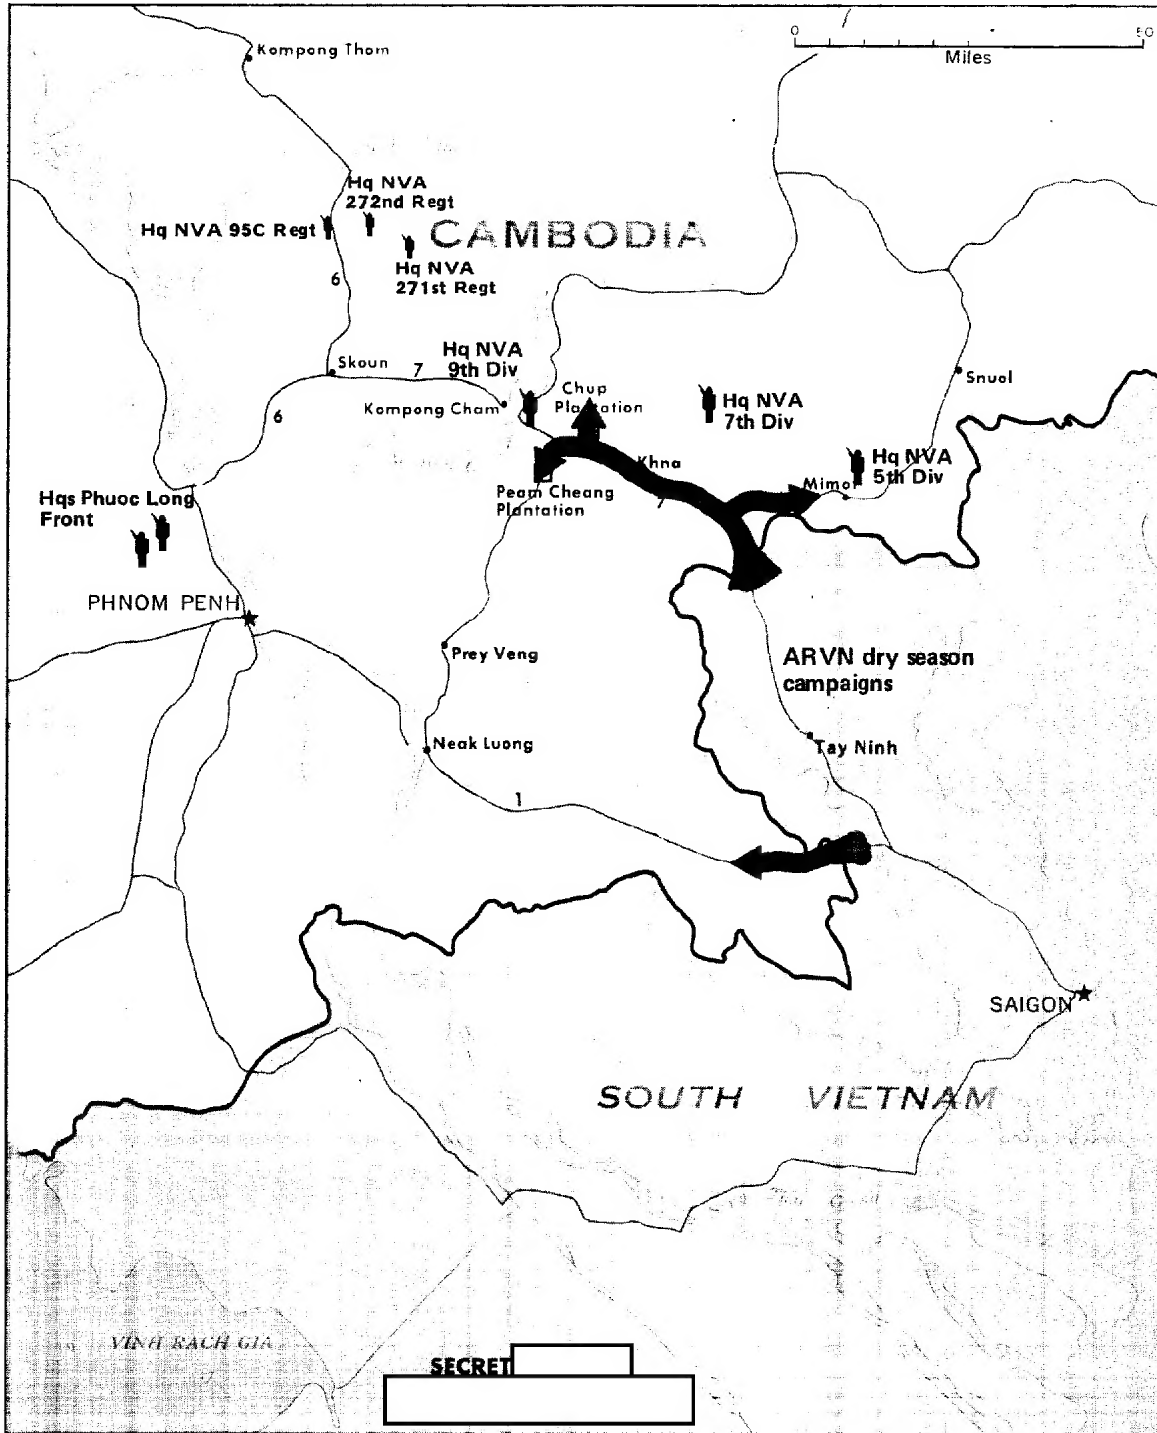 0 50
Miles
Kompong Thom
Hq NVA
272nd Regt
Hq NVA 95C Regt
CAMBODIA
Hq NVA
271st Regt
6
Hq NVA
9th Div
Skoun
7
Kompong Cham
Chup
Plantation
Hq NVA
7th Div
Snuol
6
Khna
Hq NVA
5th Div
Mimot
Peam Cheang
Plantation
7
Hqs Phuoc Long
Front
PHNOM PENH
Prey Veng
ARVN dry season
campaigns
Neak Luong
Tay Ninh
1
SAIGON
SOUTH VIETNAM
VINH RACH GIA
SECRET